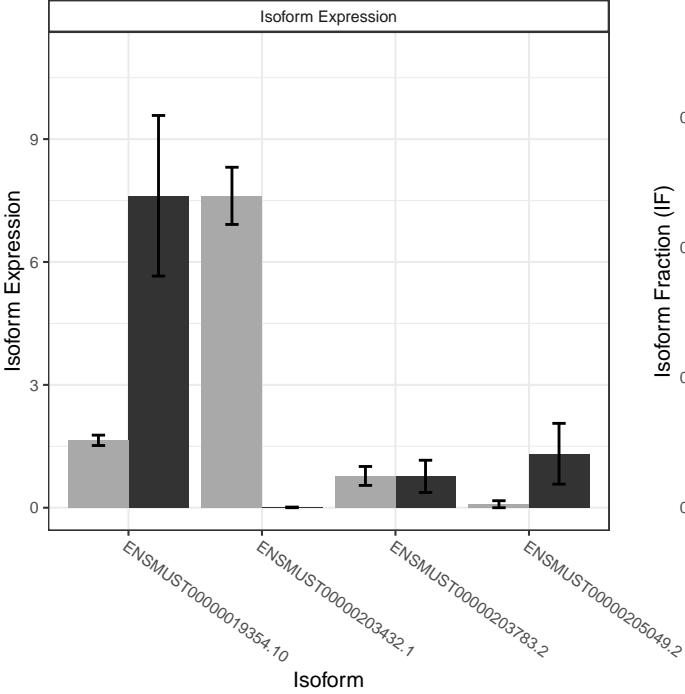 Isoform Expression
Isoform Expression
9
6
3
0
ENSMUST00000019354.10
ENSMUST00000203432.1
ENSMUST00000203783.2
ENSMUST00000205049.2
Isoform
Isoform Fraction (IF)